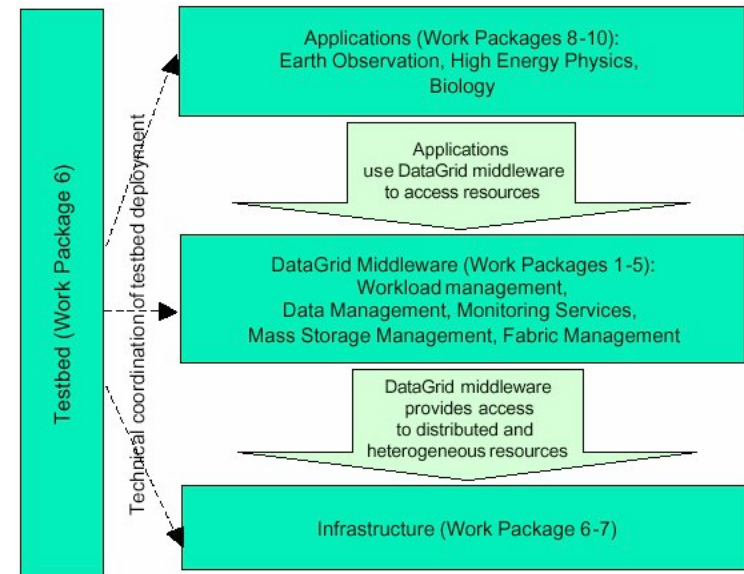 Testbed (Work Package 6)
Technical coordination of testbed deployment
Applications (Work Packages 8-10):
Earth Observation, High Energy Physics,
Biology
Applications
use DataGrid middleware
to access resources
DataGrid Middleware (Work Packages 1-5):
Workload management,
Data Management, Monitoring Services,
Mass Storage Management, Fabric Management
DataGrid middleware
provides access
to distributed and
heterogeneous resources
Infrastructure (Work Package 6-7)